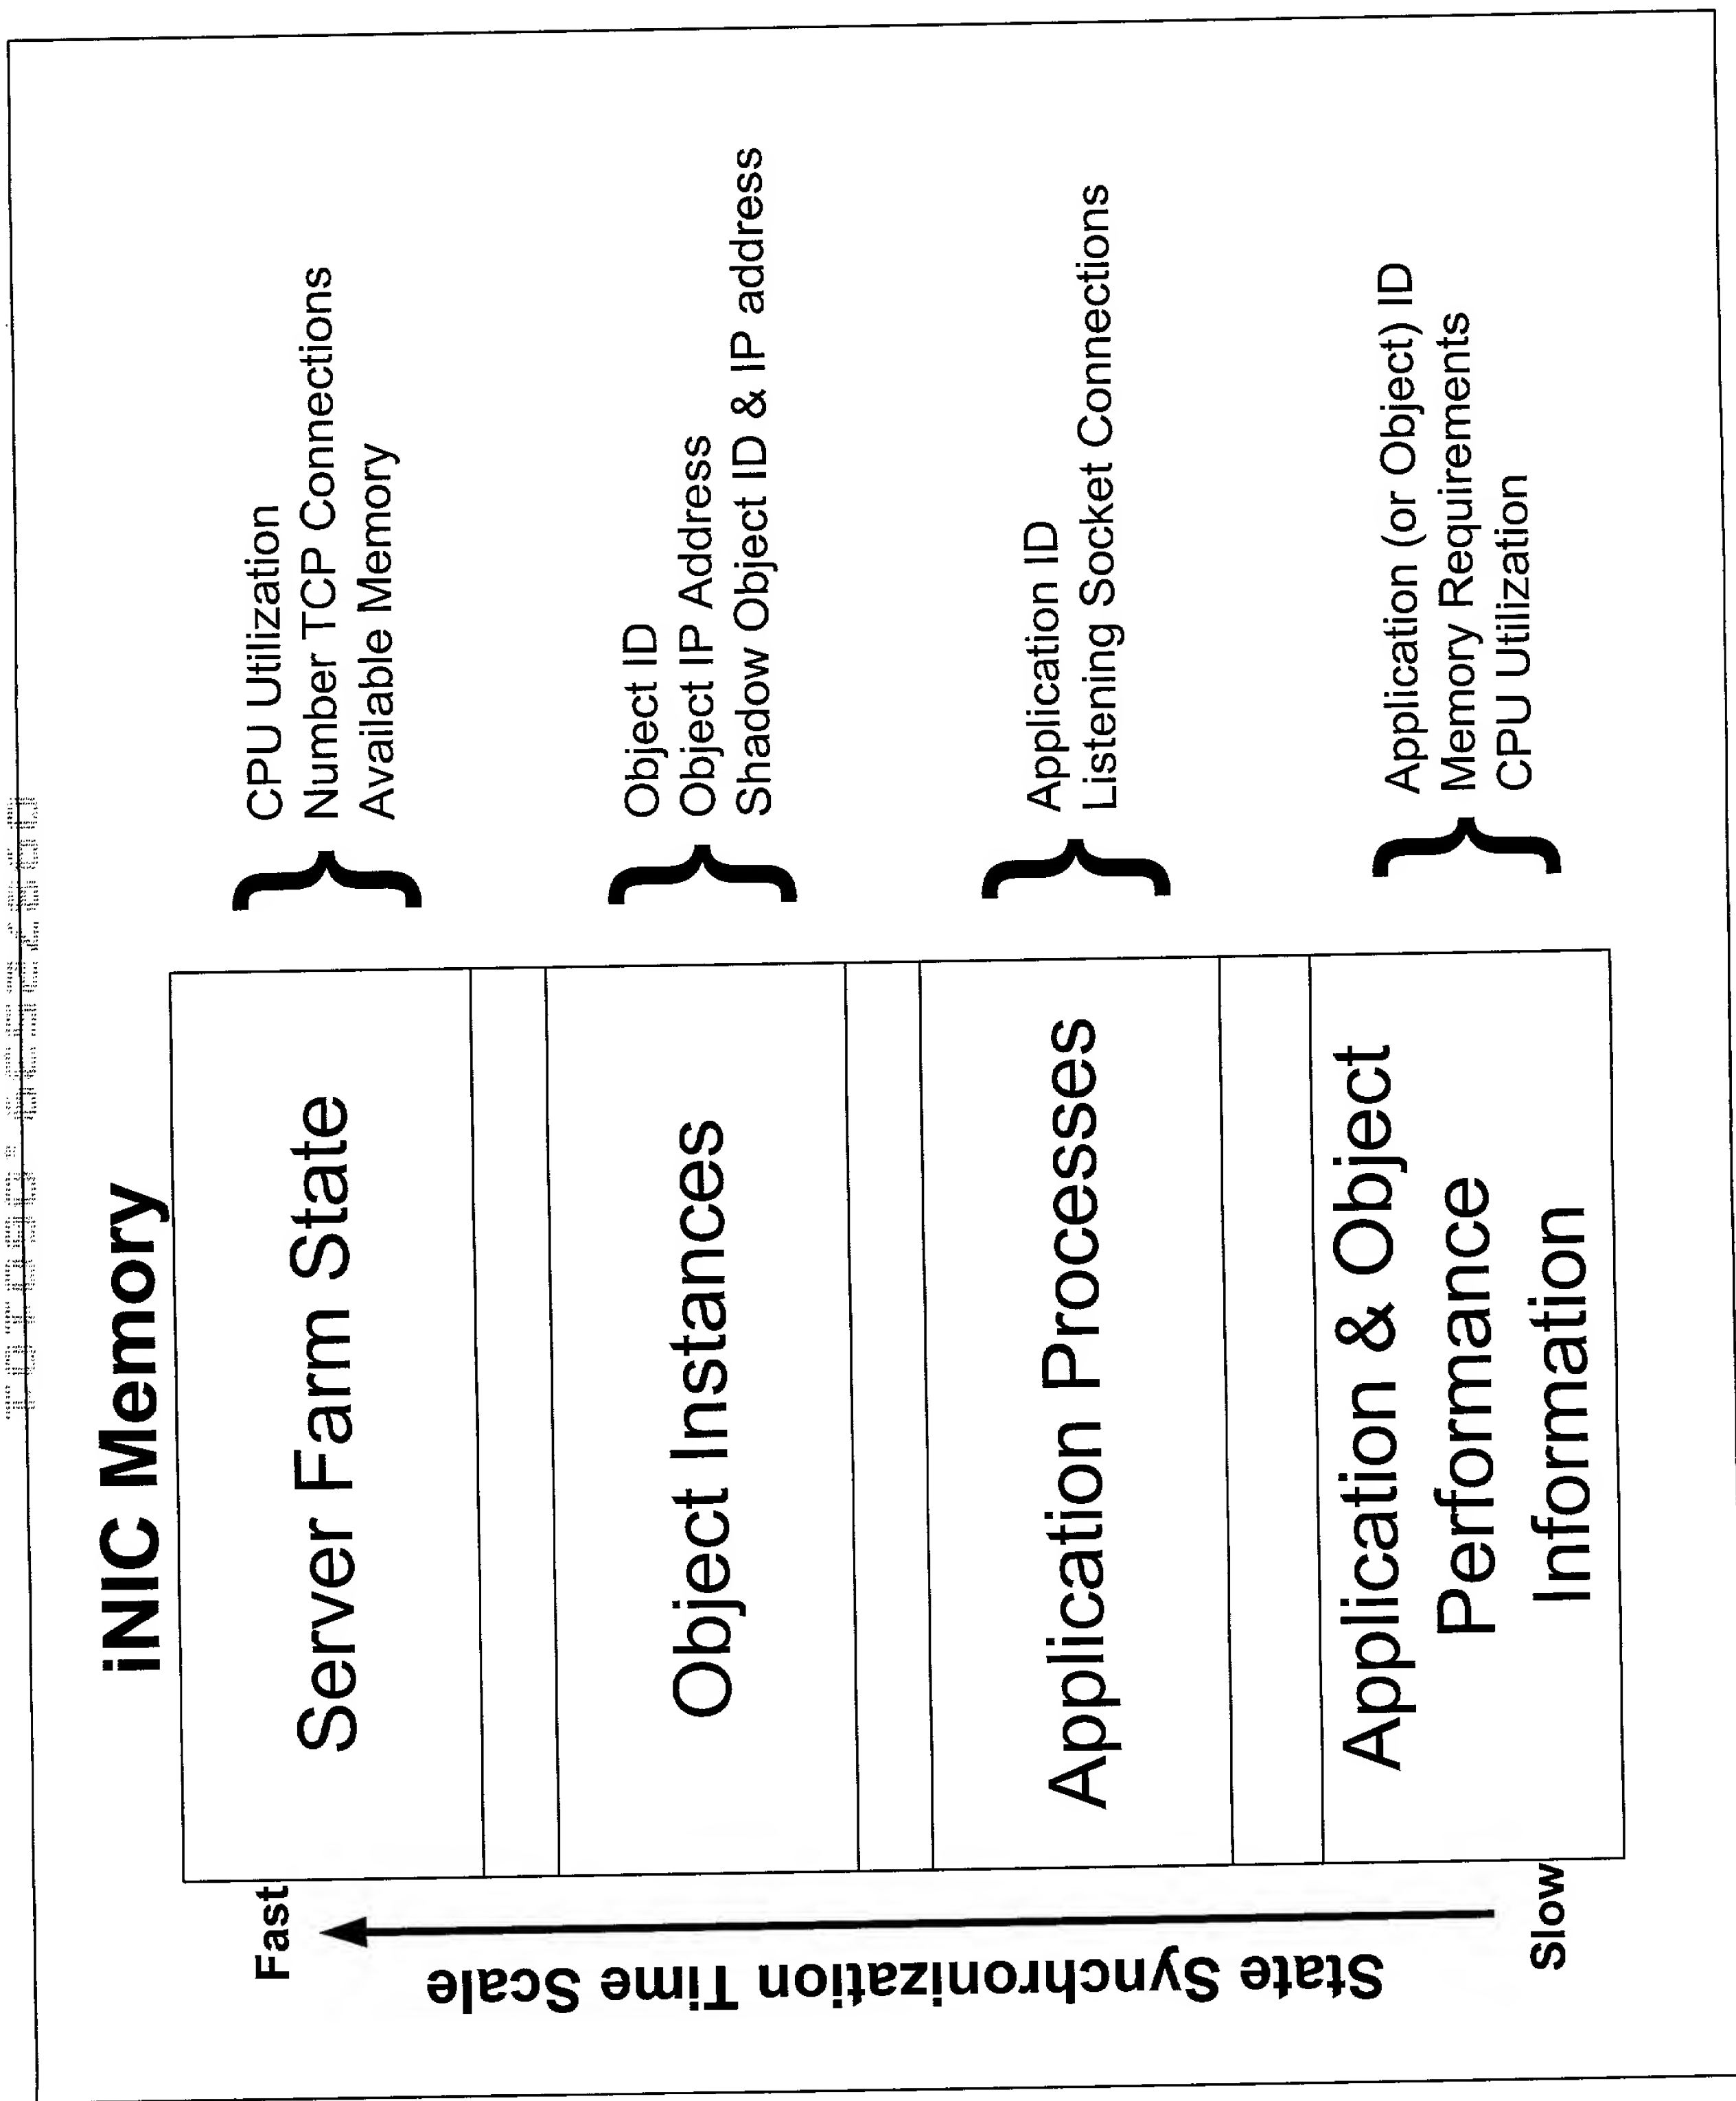 iNIC Memory
Fast
State Synchronization Time Scale
Slow
Server Farm State
CPU Utilization
Number TCP Connections
Available Memory
Object Instances
Object ID
Object IP Address
Shadow Object ID & IP address
Application Processes
Application ID
Listening Socket Connections
Application & Object
Performance
Information
Application (or Object) ID
Memory Requirements
CPU Utilization